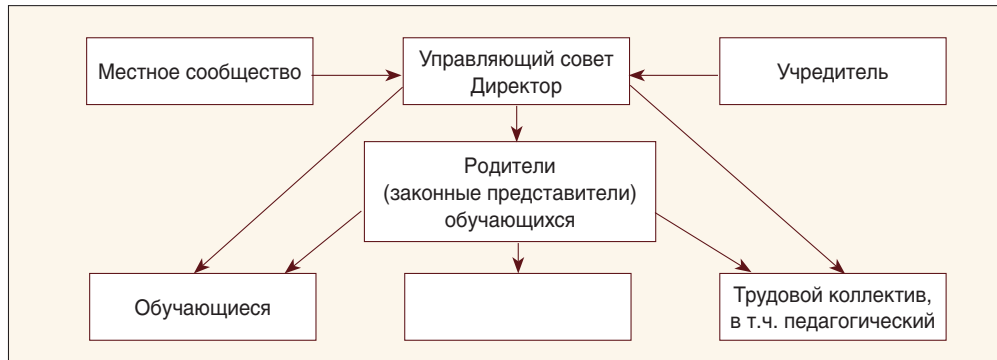 Местное сообщество
Управляющий совет
Директор
Учредитель
Родители
(законные представители)
обучающихся
Обучающиеся
Трудовой коллектив,
в т.ч. педагогический